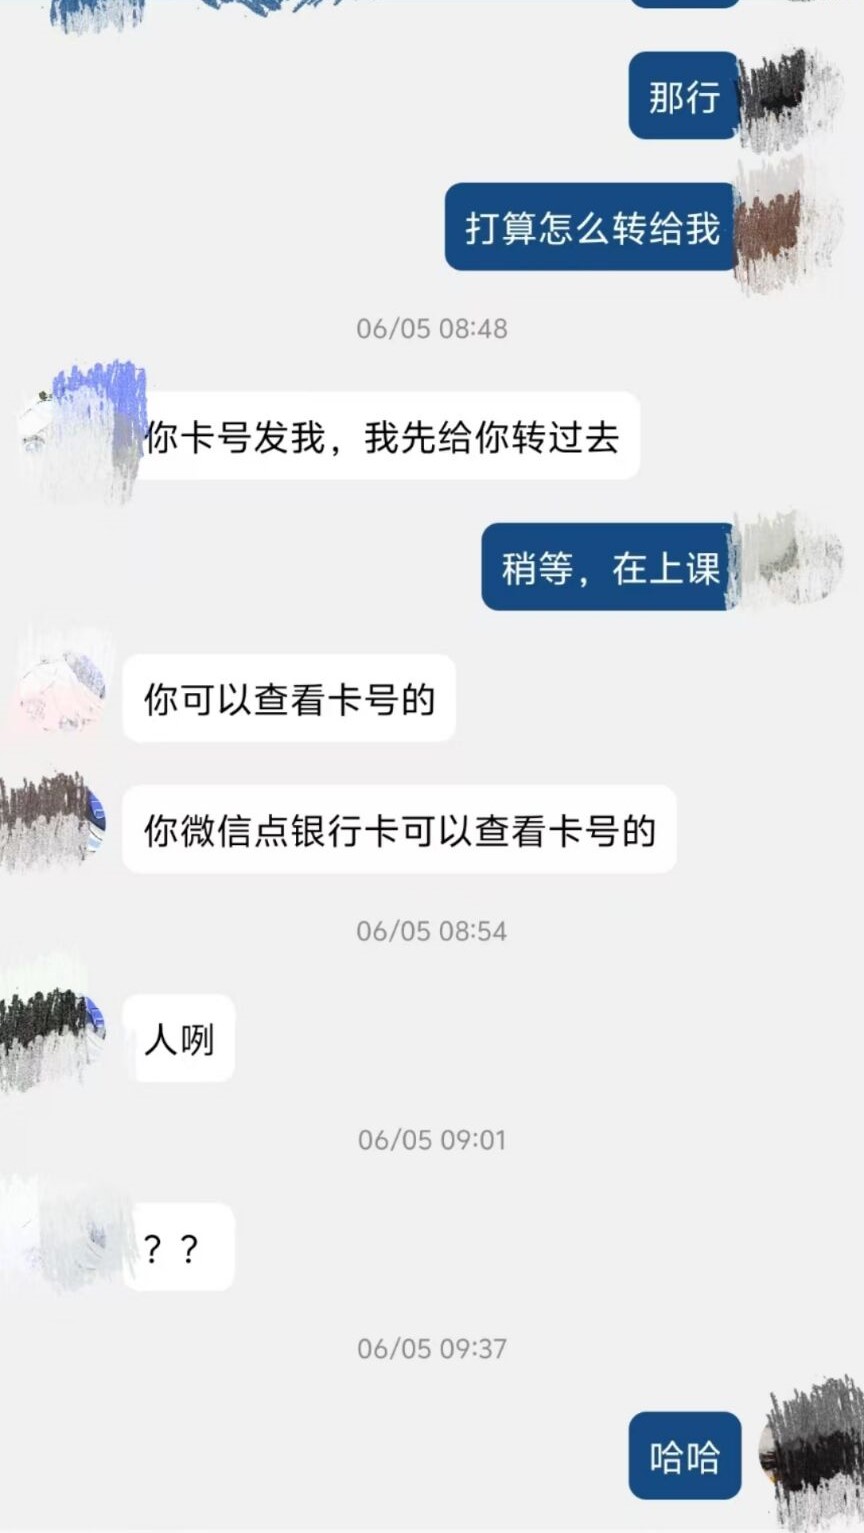 那行
打算怎么转给我
06/05 08:48
你卡号发我，我先给你转过去
稍等，在上课
你可以查看卡号的
你微信点银行卡可以查看卡号的
06/05 08:54
人咧
06/05 09:01
？？
06/05 09:37
哈哈